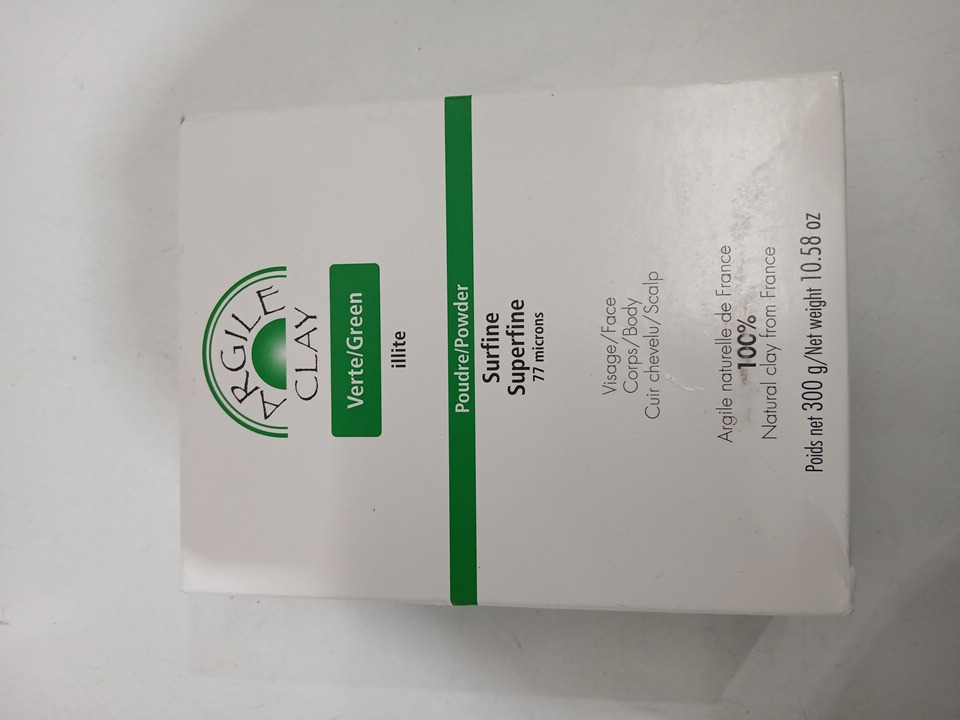 ARGILE
CLAY
Verte/Green
illite
Poudre/Powder
Surfine
Superfine
77 microns
Visage/Face
Corps/Body
Cuir chevelu/Scalp
Argile naturelle de France
100%
Natural clay from France
Poids net 300 g/Net weight 10.58 oz